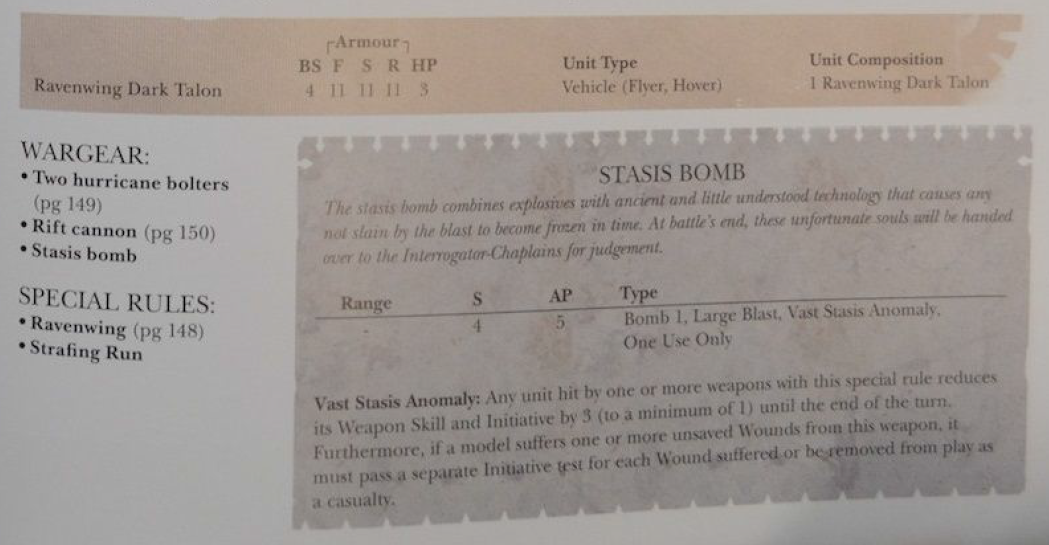 Armour
BS F S R HP
Unit Type
Unit Composition
Ravenwing Dark Talon
4 11 11 11 3
Vehicle (Flyer, Hover)
1 Ravenwing Dark Talon
WARGEAR:
• Two hurricane bolters
(pg 149)
• Rift cannon (pg 150)
• Stasis bomb
SPECIAL RULES:
• Ravenwing (pg 148)
• Strafing Run
STASIS BOMB
The stasis bomb combines explosives with ancient and little understood technology that causes any
not slain by the blast to become frozen in time. At battle's end, these unfortunate souls will be handed
over to the Interrogator-Chaplains for judgement.
Range S AP Type
- 4 5 Bomb 1, Large Blast, Vast Stasis Anomaly,
One Use Only
Vast Stasis Anomaly: Any unit hit by one or more weapons with this special rule reduces
its Weapon Skill and Initiative by 3 (to a minimum of 1) until the end of the turn.
Furthermore, if a model suffers one or more unsaved Wounds from this weapon, it
must pass a separate Initiative test for each Wound suffered or be removed from play as
a casualty.